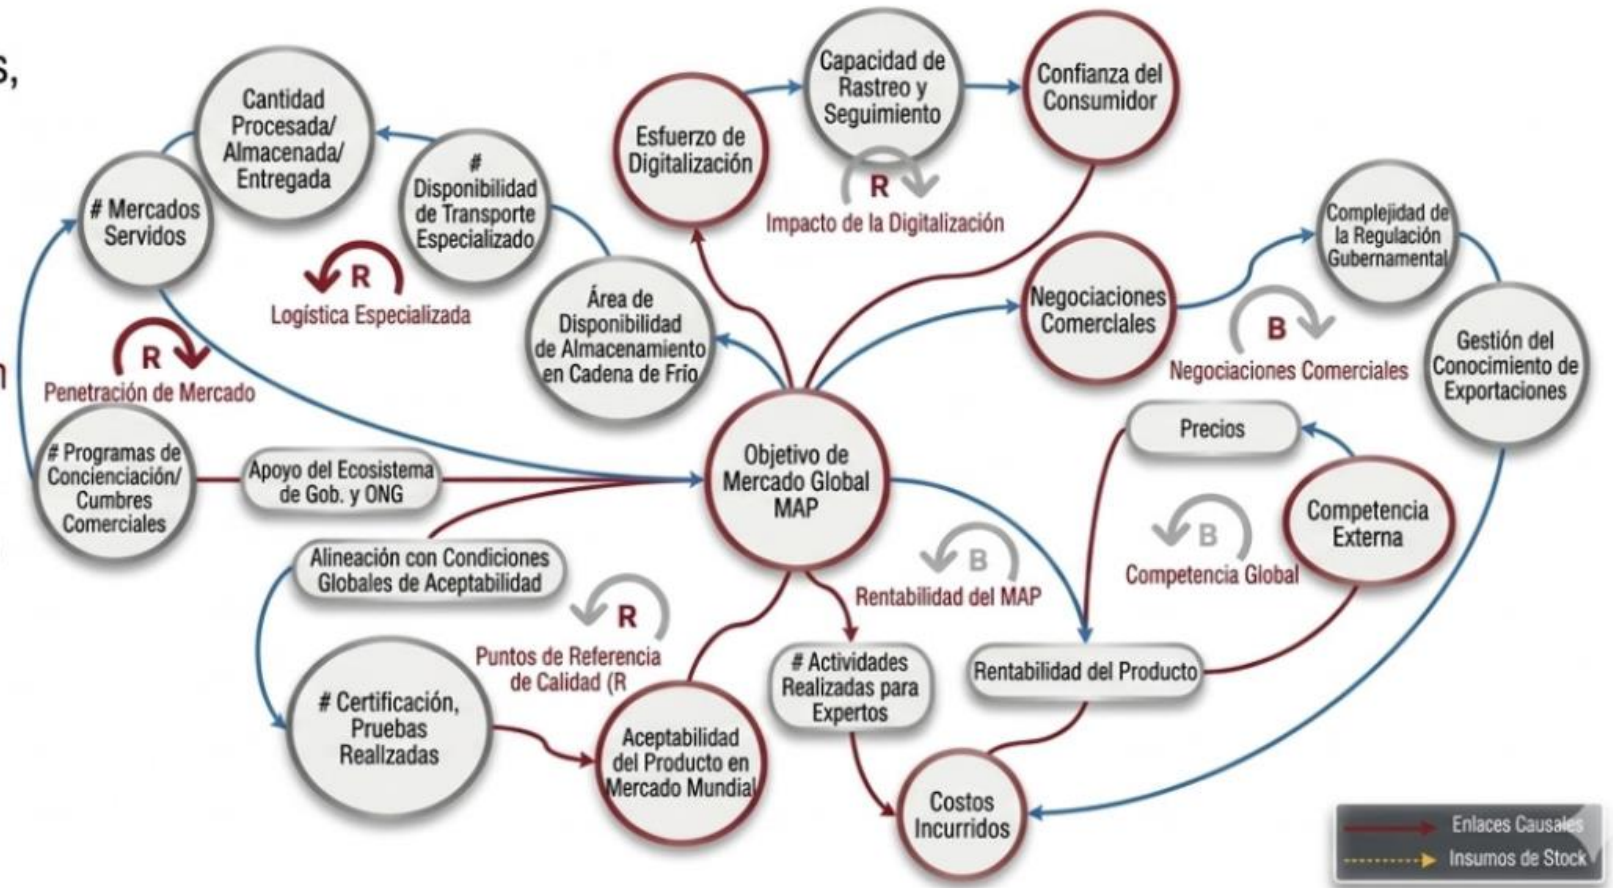 s,
Cantidad
Procesada/
Almacenada/
Entregada
# Mercados
Servidos
#
Disponibilidad
de Transporte
Especializado
R
Logística Especializada
Área de
Disponibilidad
de Almacenamiento
en Cadena de Frío
R
Penetración de Mercado
n
# Programas de
Concienciación/
Cumbres
Comerciales
Apoyo del Ecosistema
de Gob. y ONG
Alineación con Condiciones
Globales de Aceptabilidad
# Certificación,
Pruebas
Realizadas
R
Puntos de Referencia
de Calidad (R
Aceptabilidad
del Producto en
Mercado Mundial
Esfuerzo de
Digitalización
Capacidad de
Rastreo y
Seguimiento
Confianza del
Consumidor
R
Impacto de la Digitalización
Negociaciones
Comerciales
Complejidad de
la Regulación
Gubernamental
B
Negociaciones Comerciales
Gestión del
Conocimiento de
Exportaciones
Objetivo de
Mercado Global
MAP
Precios
Competencia
Externa
B
Competencia Global
B
Rentabilidad del MAP
# Actividades
Realizadas para
Expertos
Rentabilidad del Producto
Costos
Incurridos
Enlaces Causales
Insumos de Stock